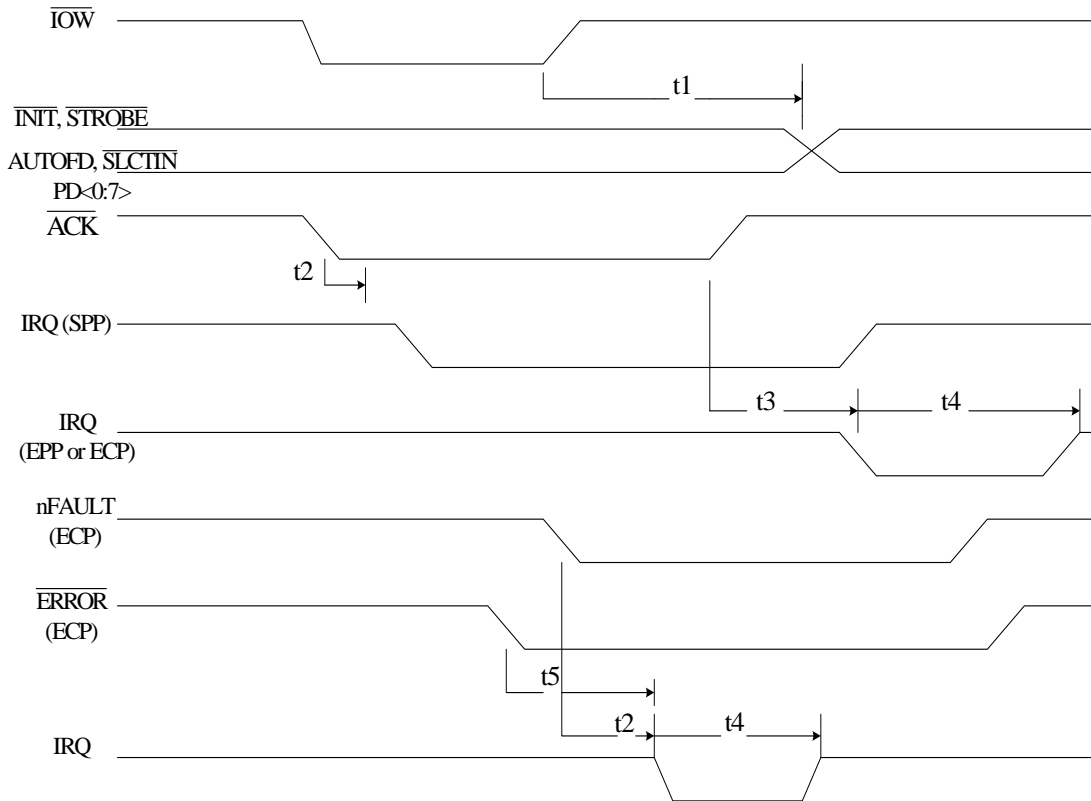 IOW
t1
INIT, STROBE
AUTOFD, SLCTIN
PD<0:7>
ACK
t2
IRQ (SPP)
t3
t4
IRQ
(EPP or ECP)
nFAULT
(ECP)
ERROR
(ECP)
t5
t2
t4
IRQ